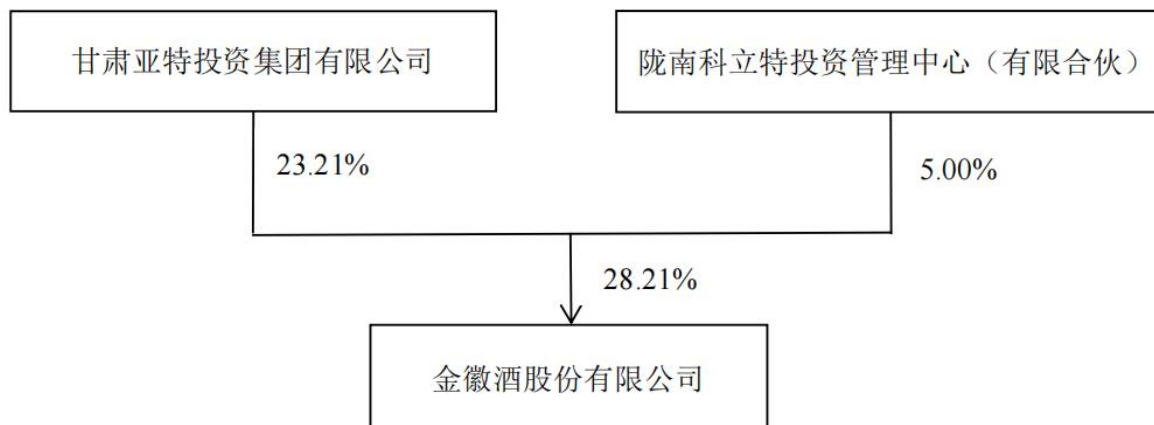 甘肃亚特投资集团有限公司
陇南科立特投资管理中心（有限合伙）
23.21%
5.00%
28.21%
金徽酒股份有限公司